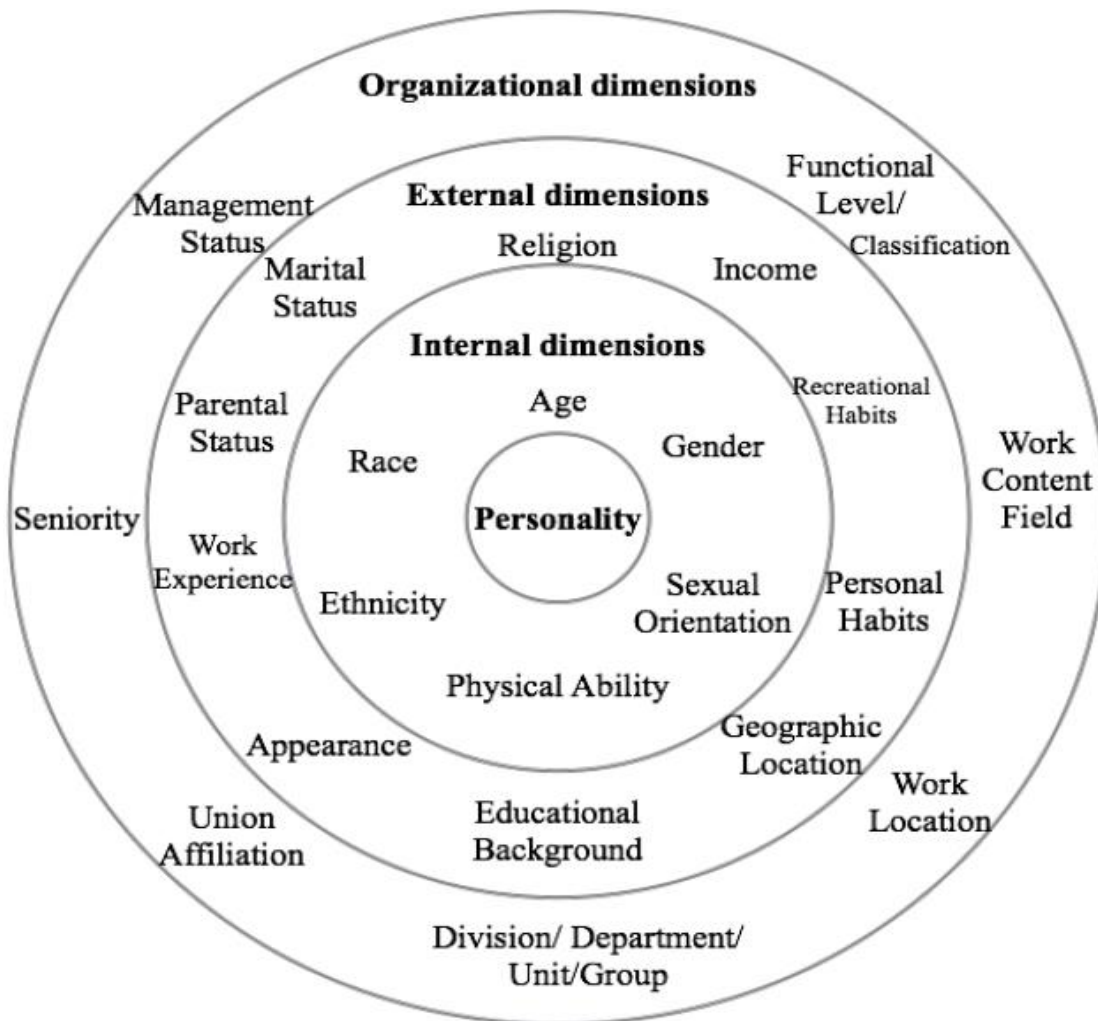 Organizational dimensions
Functional
Level/
Classification
Management
Status
External dimensions
Religion
Marital
Status
Income
Internal dimensions
Age
Recreational
Habits
Parental
Status
Race
Gender
Work
Content
Field
Seniority
Personality
Work
Experience
Ethnicity
Sexual
Orientation
Personal
Habits
Physical Ability
Appearance
Geographic
Location
Work
Location
Educational
Background
Union
Affiliation
Division/ Department/
Unit/Group